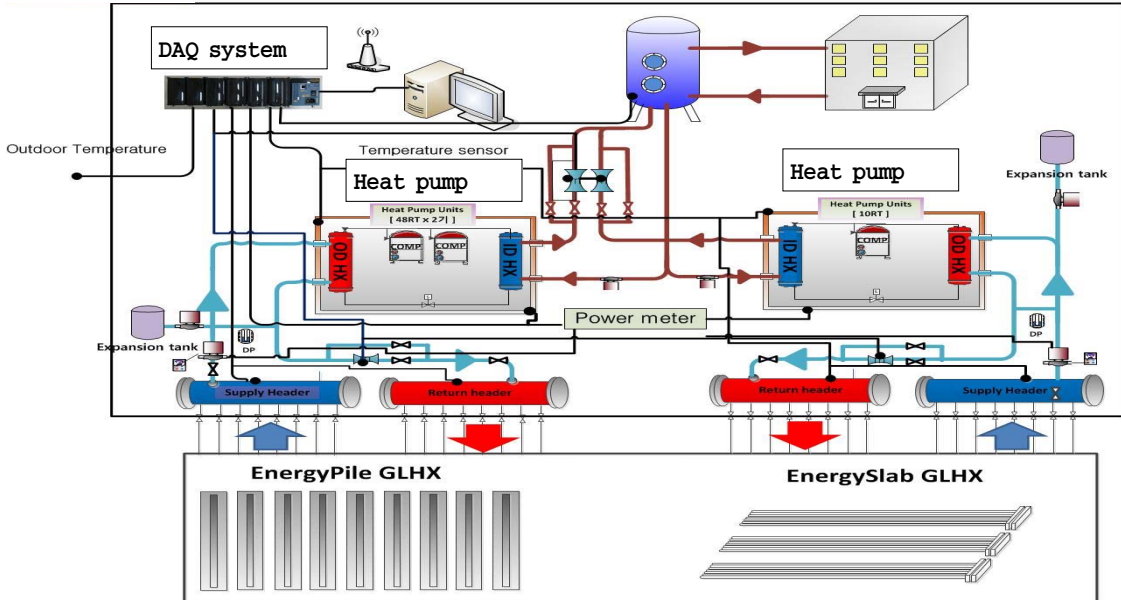 DAQ system
Outdoor Temperature
Temperature sensor
Heat pump
Heat pump
Expansion tank
Heat Pump Units
[ 48RT x 2기 ]
Heat Pump Units
[ 10RT ]
OD HX
COMP
COMP
ID HX
ID HX
COMP
OD HX
Power meter
Expansion tank
DP
DP
Supply Header
Return header
Return header
Supply Header
EnergyPile GLHX
EnergySlab GLHX